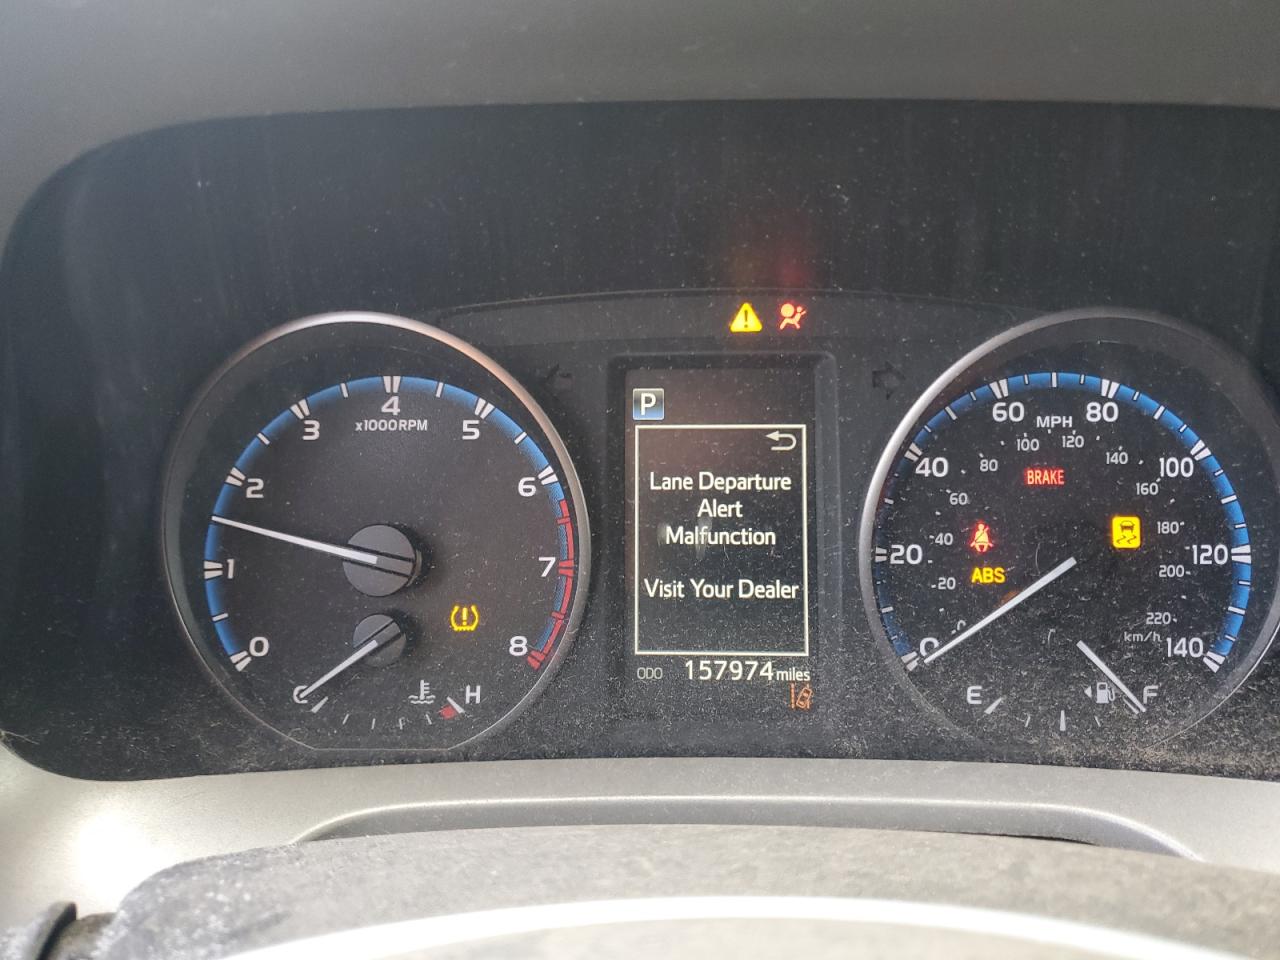 4
x1000RPM
3
5
2
6
1
7
0
8
C
H
P
Lane Departure
Alert
Malfunction
Visit Your Dealer
ODO 157974 miles
60 MPH 80
100 120
40 80 140 100
BRAKE
60 160
40 180
20 120
ABS
20 200
0 0 220
km/h 140
E F